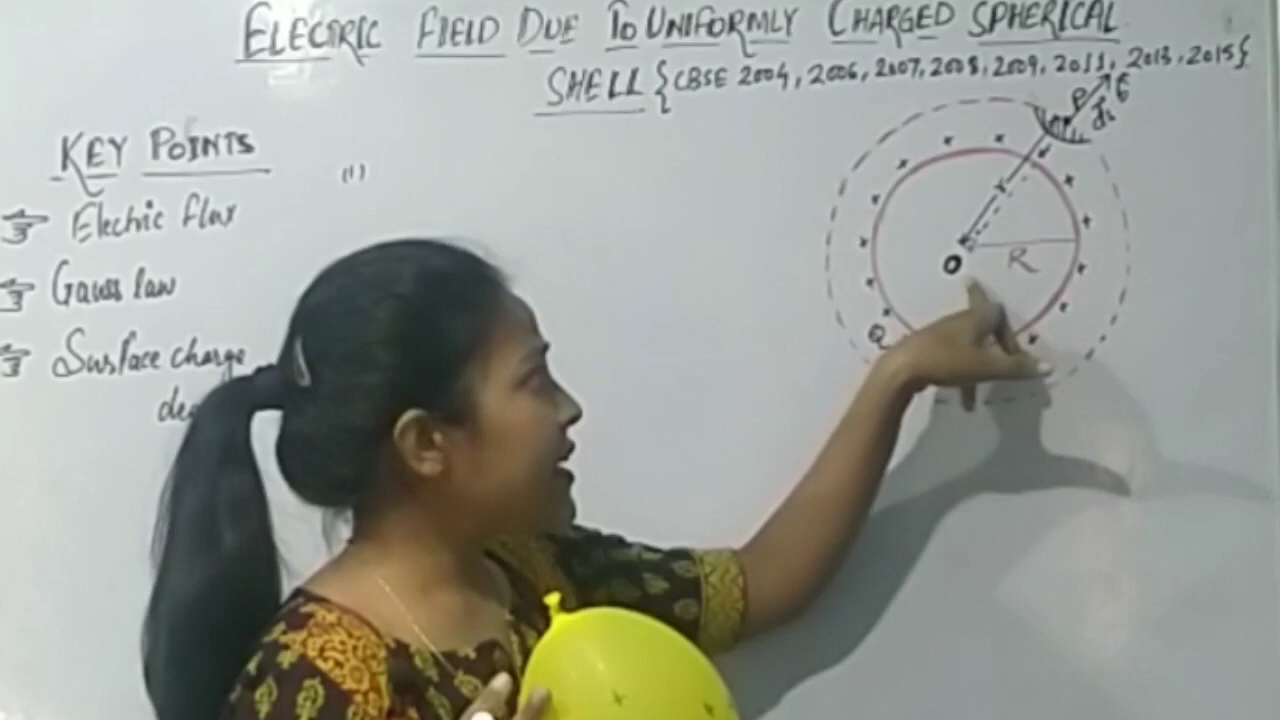 ELECTRIC FIELD DUE TO UNIFORMLY CHARGED SPHERICAL
SHELL {CBSE 2004, 2006, 2007, 2008, 2009, 2011, 2013, 2015}
KEY POINTS
(1)
Electric flux
Gauss law
Surface charge
P
E
O
R
Q